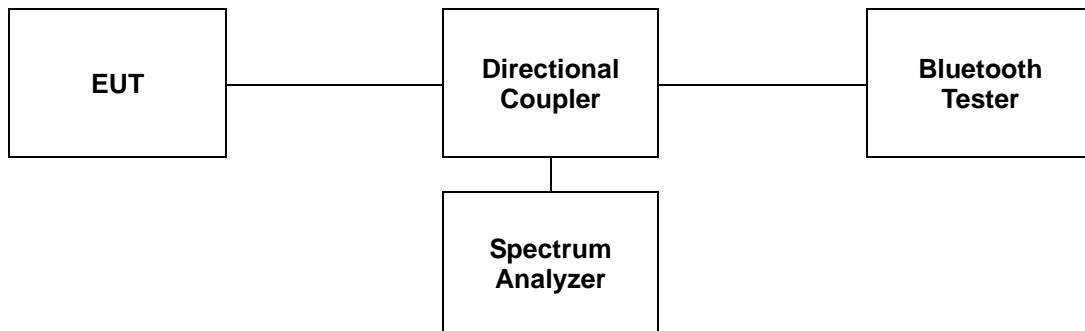 EUT
Directional
Coupler
Bluetooth
Tester
Spectrum
Analyzer